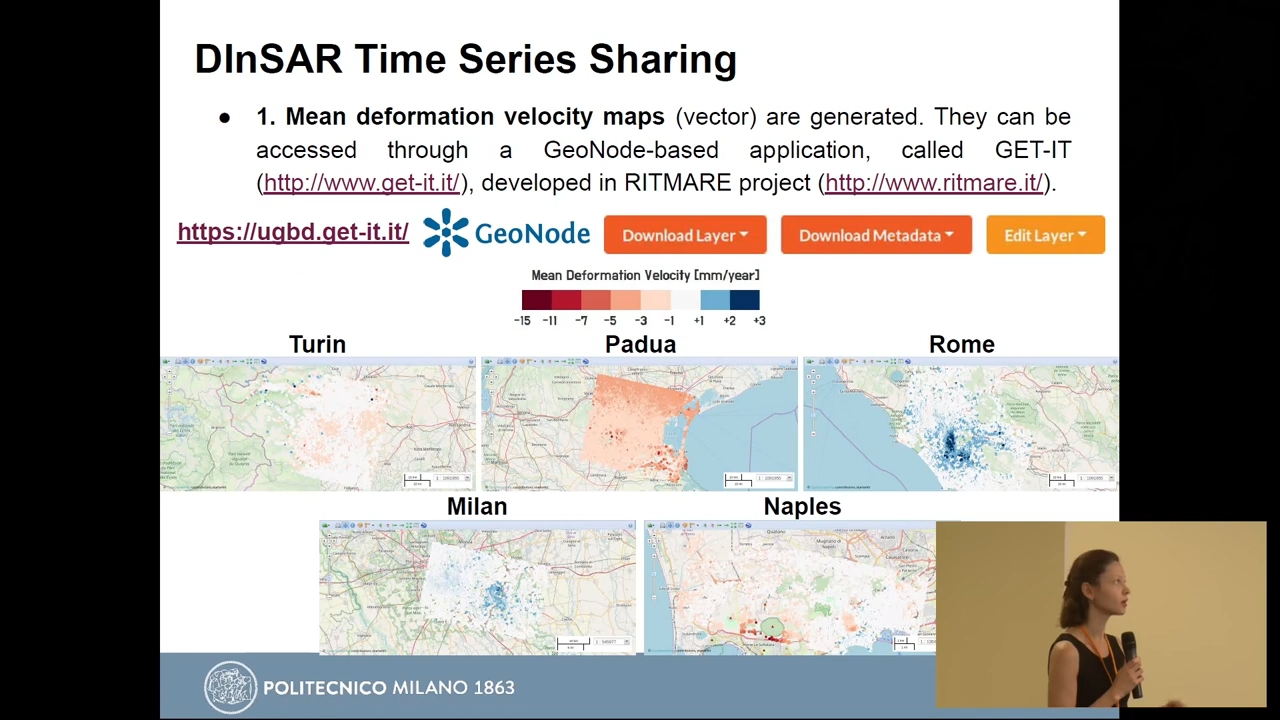 DInSAR Time Series Sharing
● 1. Mean deformation velocity maps (vector) are generated. They can be
accessed through a GeoNode-based application, called GET-IT
(http://www.get-it.it/), developed in RITMARE project (http://www.ritmare.it/).
https://ugbd.get-it.it/ GeoNode Download Layer Download Metadata Edit Layer
Mean Deformation Velocity [mm/year]
-15 -11 -7 -5 -3 -1 +1 +2 +3
Turin Padua Rome
Milan Naples
POLITECNICO MILANO 1863